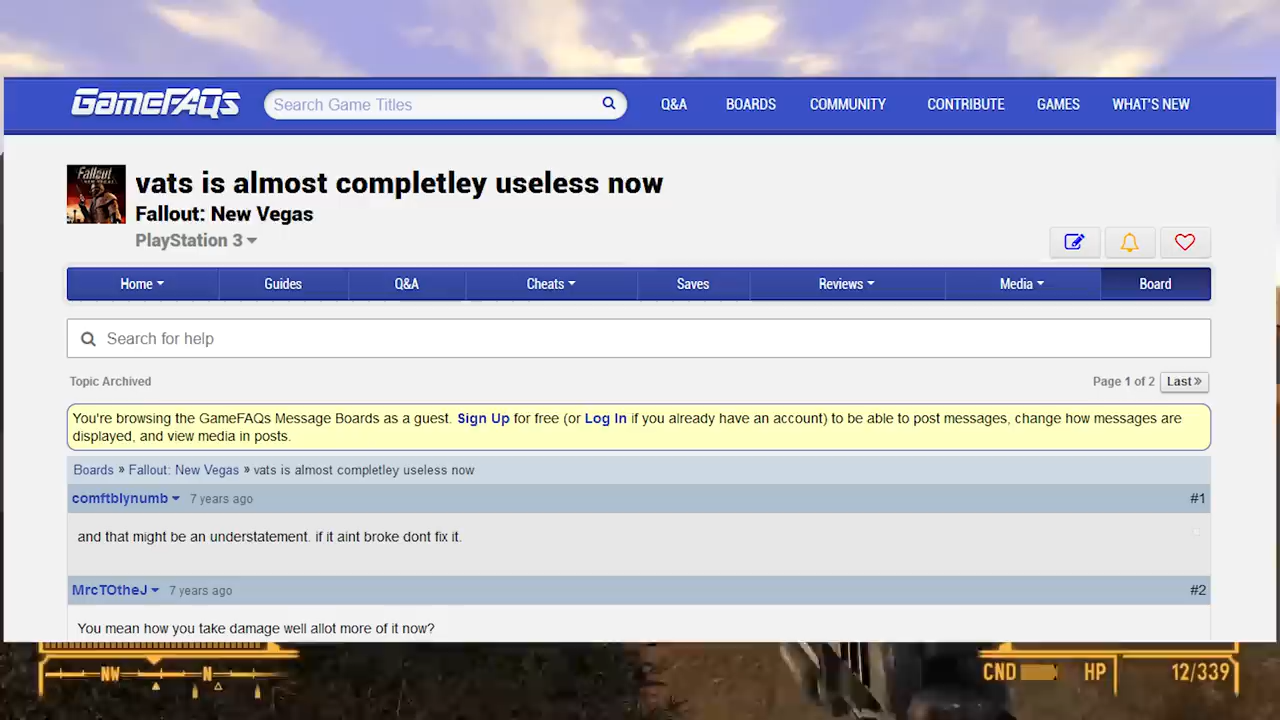 GameFAQs
Search Game Titles
Q&A BOARDS COMMUNITY CONTRIBUTE GAMES WHAT'S NEW
Fallout
NEW VEGAS
vats is almost completley useless now
Fallout: New Vegas
PlayStation 3
Home Guides Q&A Cheats Saves Reviews Media Board
Search for help
Topic Archived Page 1 of 2 Last »
You're browsing the GameFAQs Message Boards as a guest. Sign Up for free (or Log In if you already have an account) to be able to post messages, change how messages are
displayed, and view media in posts.
Boards » Fallout: New Vegas » vats is almost completley useless now
comftblynumb 7 years ago #1
and that might be an understatement. if it aint broke dont fix it.
MrcTOtheJ 7 years ago #2
You mean how you take damage well allot more of it now?
NW N CND HP 12/339